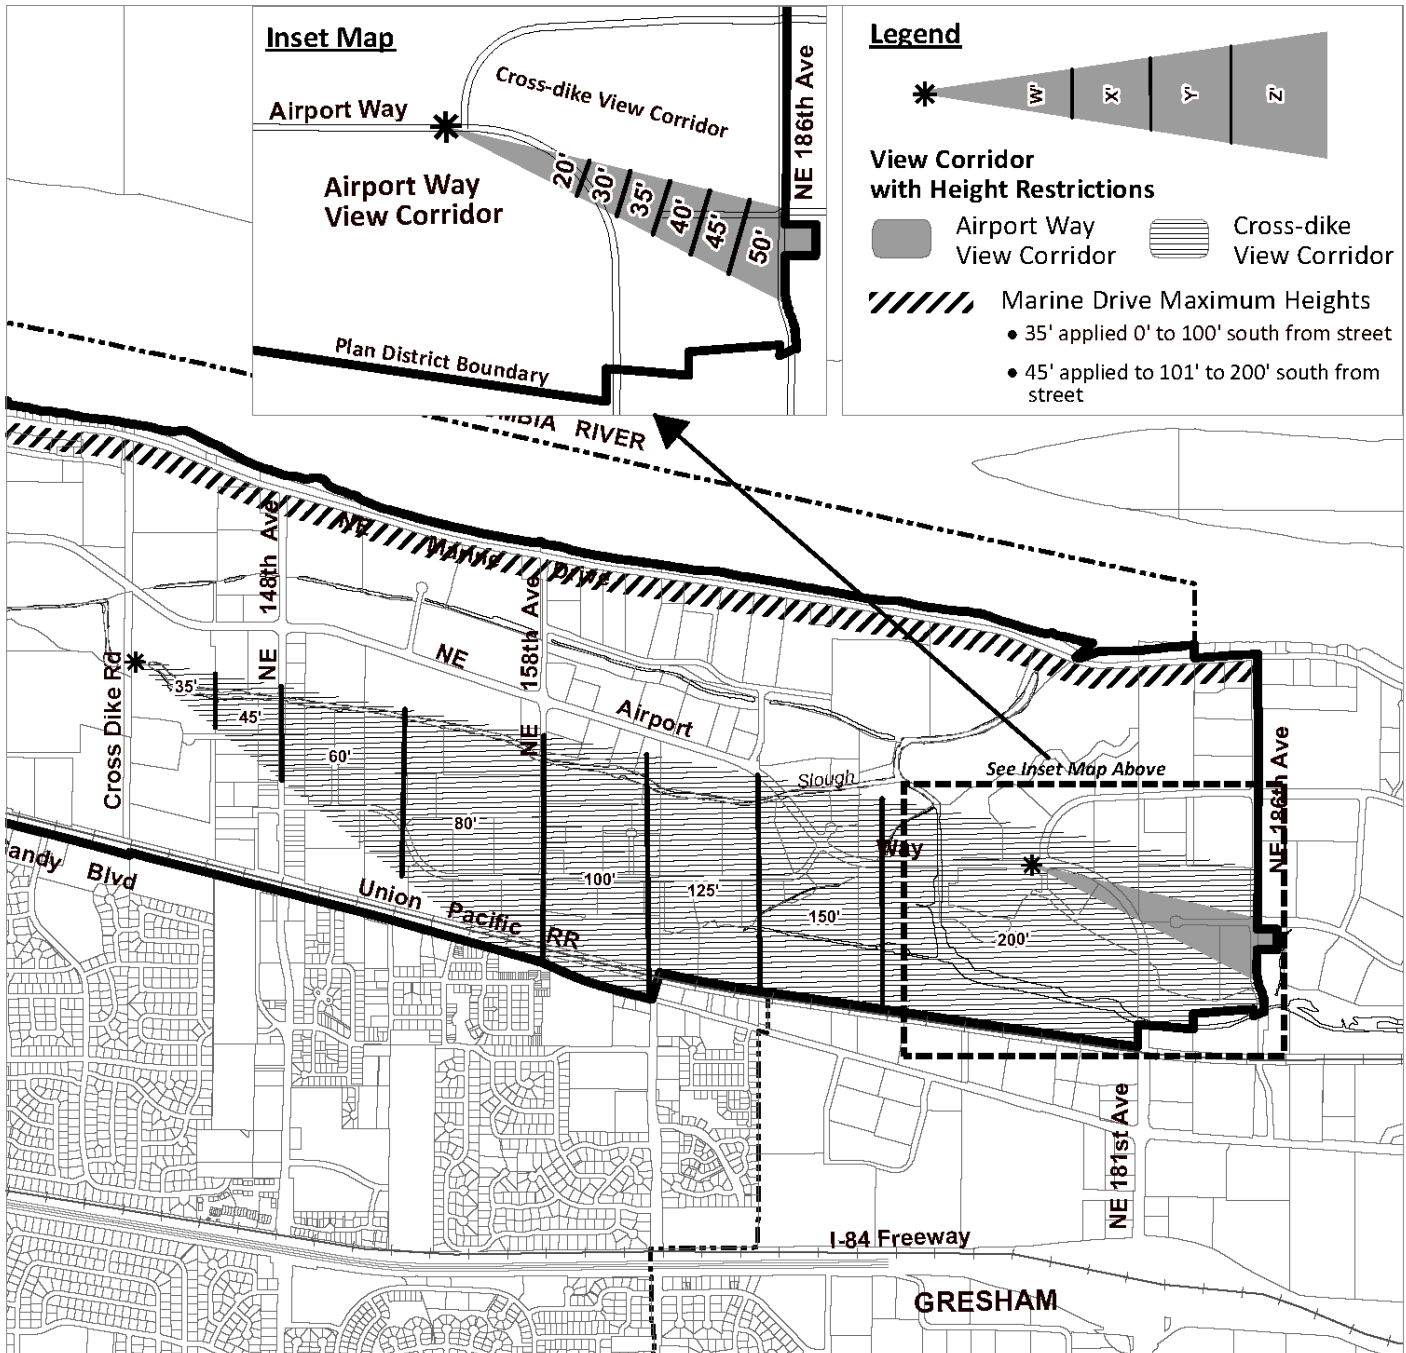 Inset Map
Airport Way
Cross-dike View Corridor
NE 186th Ave
Airport Way
View Corridor
20'
30'
35'
40'
45'
50'
Plan District Boundary
Legend
W'
X'
Y'
Z'
View Corridor
with Height Restrictions
Airport Way
View Corridor
Cross-dike
View Corridor
Marine Drive Maximum Heights
• 35' applied 0' to 100' south from street
• 45' applied to 101' to 200' south from
street
RIVER
NE Marine Drive
NE 148th Ave
NE 158th Ave
Cross Dike Rd
NE Airport Way
Slough
See Inset Map Above
NE 186th Ave
35'
45'
60'
80'
100'
125'
150'
200'
Blvd
Union Pacific RR
NE 181st Ave
I-84 Freeway
GRESHAM